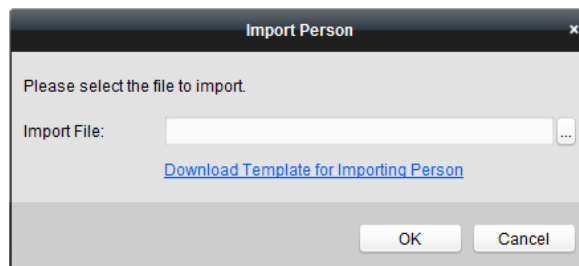 Import Person
×
Please select the file to import.
Import File: ...
Download Template for Importing Person
OK Cancel